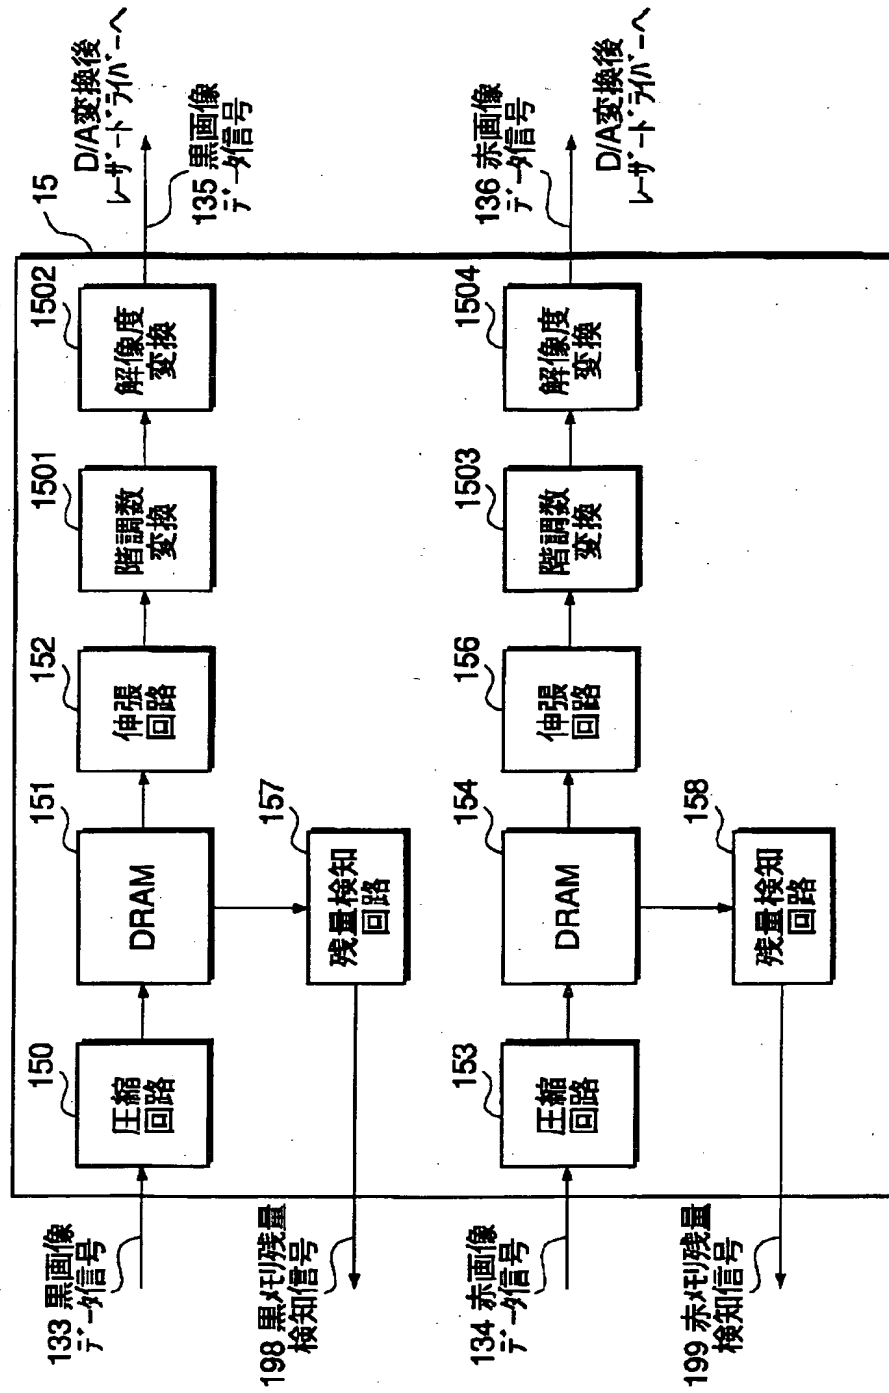 133 黒画像
データ信号
150
圧縮
回路
151
DRAM
152
伸張
回路
1501
階調数
変換
1502
解像度
変換
15
135 黒画像
データ信号
D/A変換後
レーザードライバーへ
198 黒メモリ残量
検知信号
157
残量検知
回路
134 赤画像
データ信号
153
圧縮
回路
154
DRAM
156
伸張
回路
1503
階調数
変換
1504
解像度
変換
136 赤画像
データ信号
D/A変換後
レーザードライバーへ
199 赤メモリ残量
検知信号
158
残量検知
回路